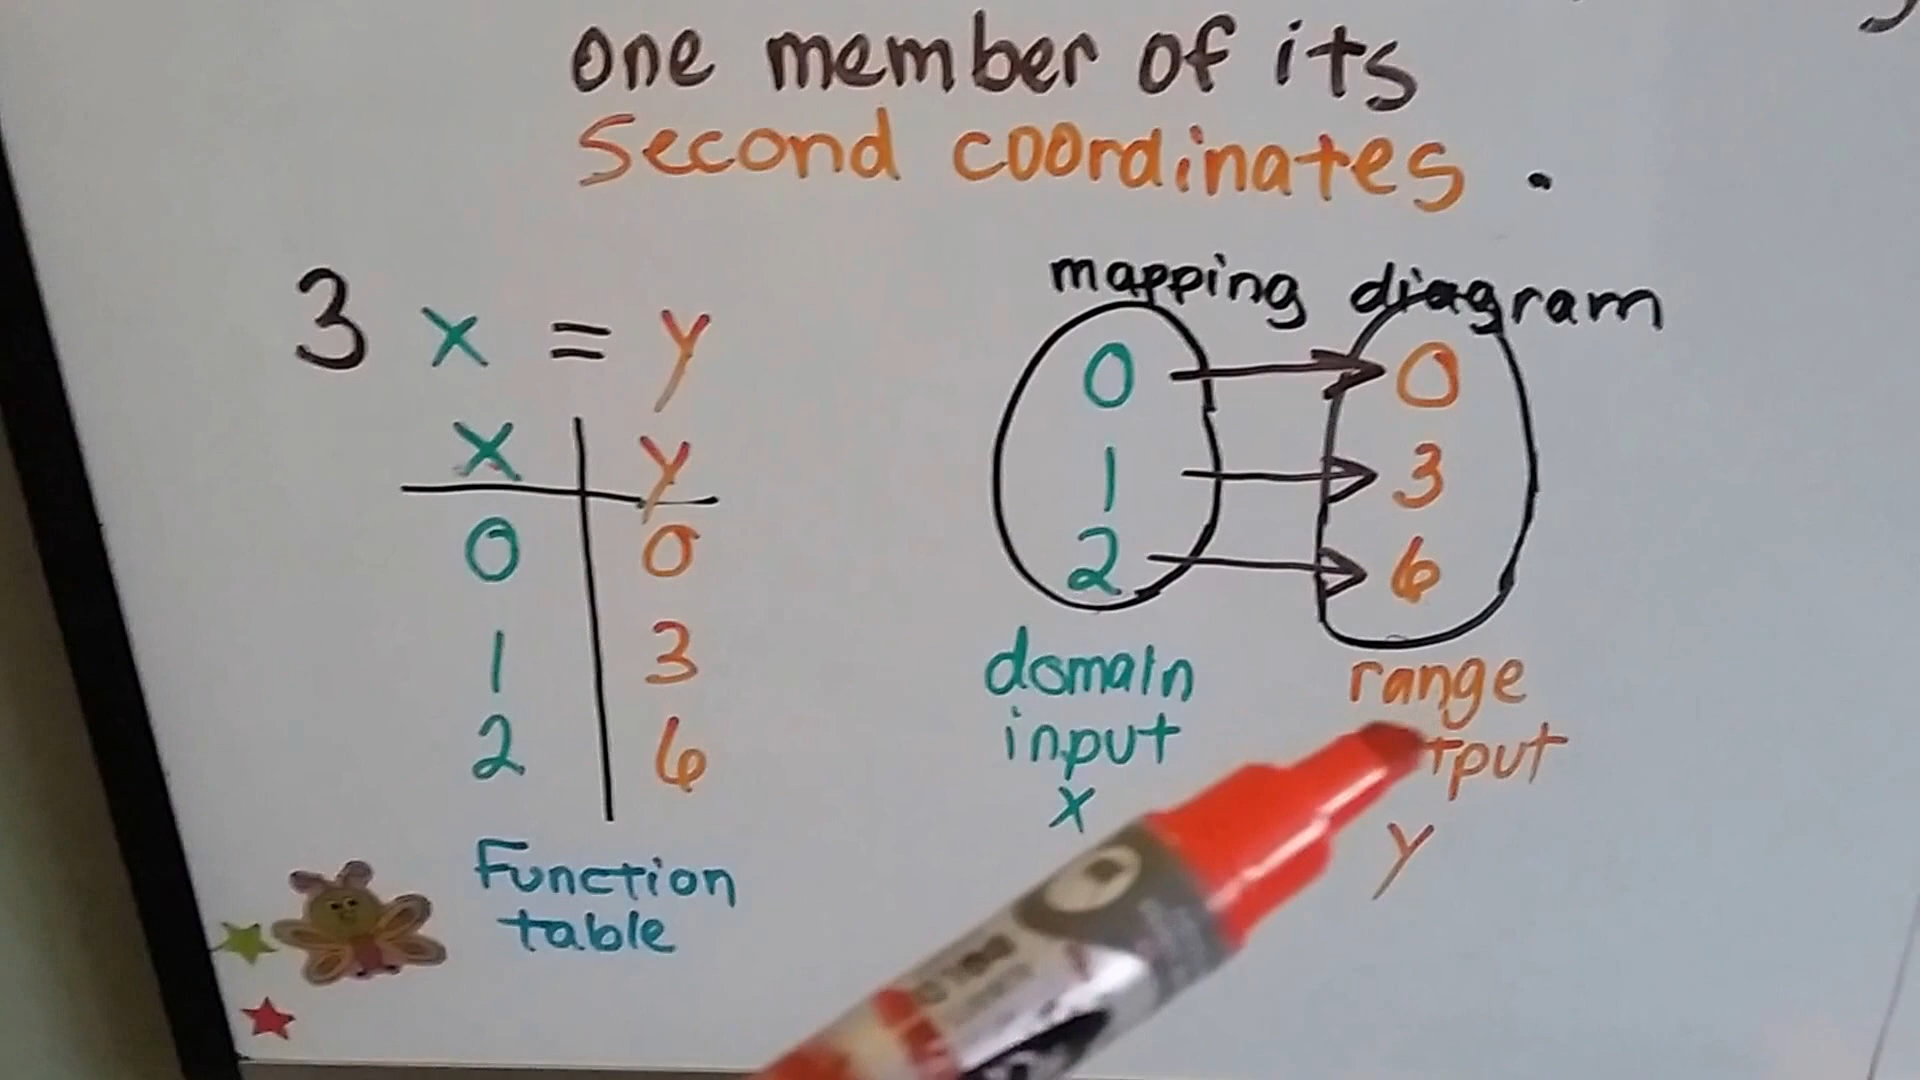 one member of its
second coordinates.
3x = y
x y
0 0
1 3
2 6
Function
table
mapping diagram
0 0
1 3
2 6
domain range
input
x y